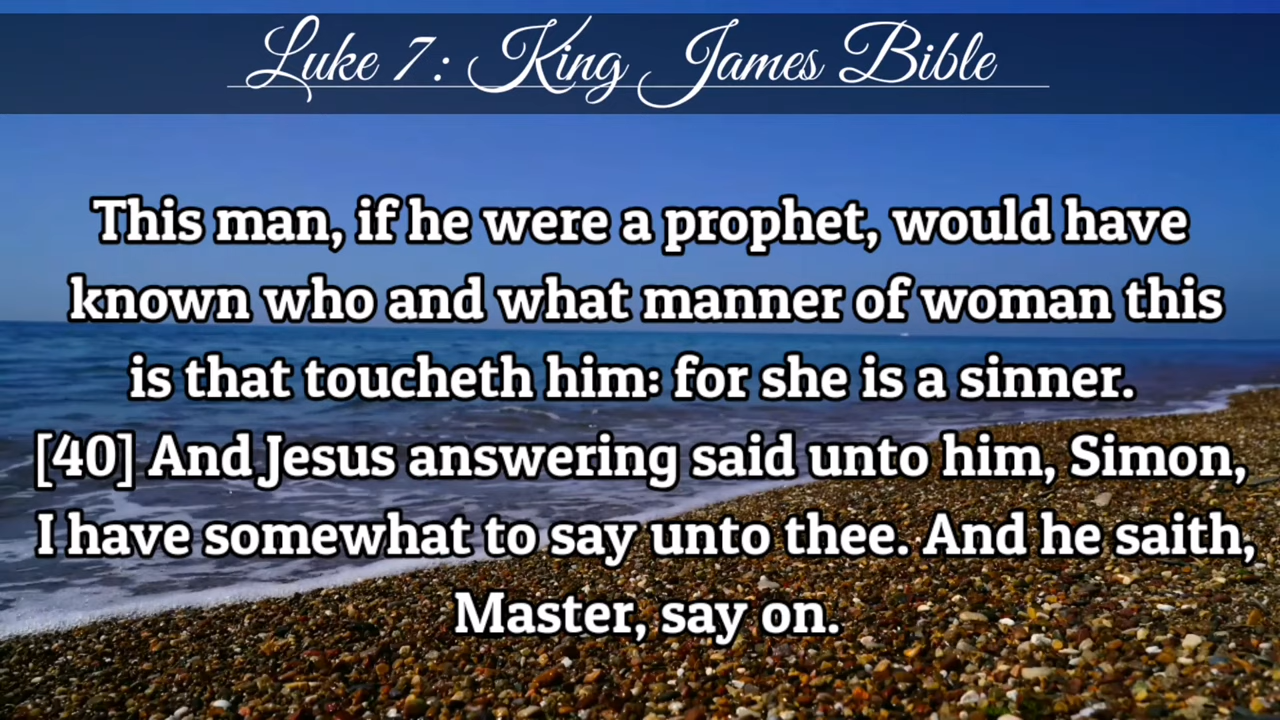 Luke 7: King James Bible
This man, if he were a prophet, would have
known who and what manner of woman this
is that toucheth him: for she is a sinner.
[40] And Jesus answering said unto him, Simon,
I have somewhat to say unto thee. And he saith,
Master, say on.